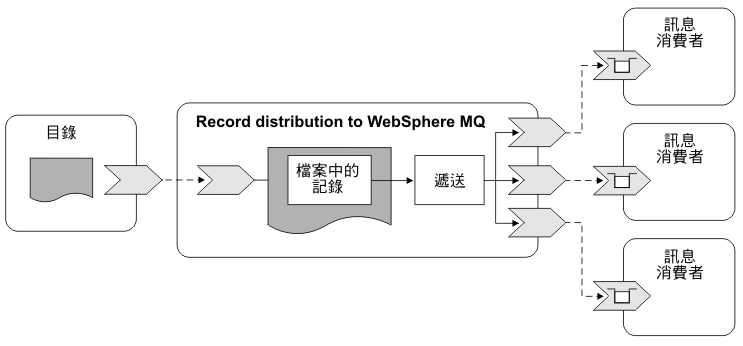 目錄
Record distribution to WebSphere MQ
檔案中的
記錄
遞送
訊息
消費者
訊息
消費者
訊息
消費者